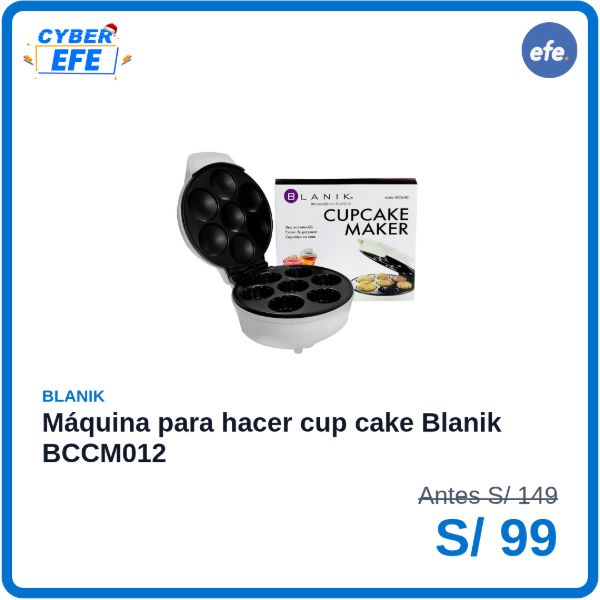 CYBER
EFE
efe.
BLANIK®
CUPCAKE
MAKER
BLANIK
Máquina para hacer cup cake Blanik
BCCM012
Antes S/ 149
S/ 99